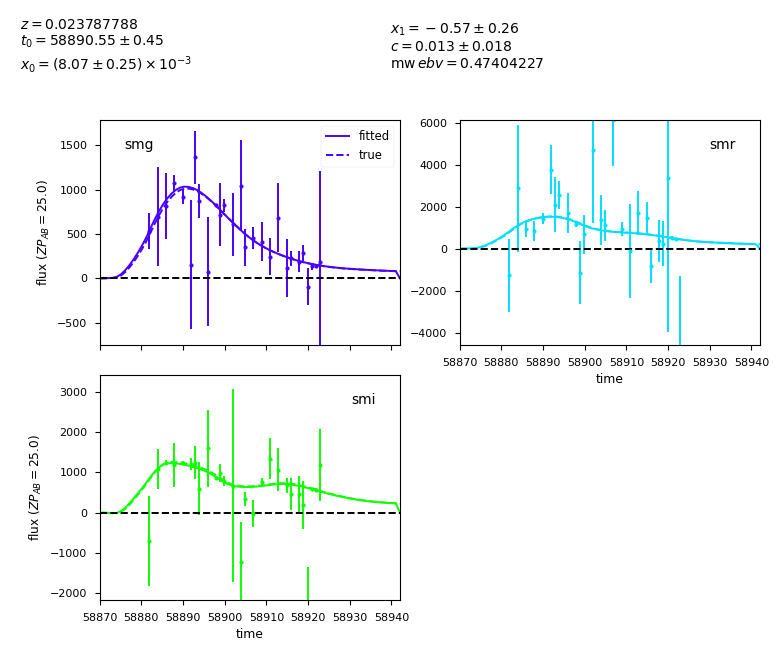 z = 0.023787788
t₀ = 58890.55 ± 0.45
x₀ = (8.07 ± 0.25) × 10⁻³
x₁ = −0.57 ± 0.26
c = 0.013 ± 0.018
mw ebv = 0.47404227
smg
fitted
true
1500
1000
500
0
−500
flux (ZP_AB = 25.0)
smr
6000
4000
2000
0
−2000
−4000
58870 58880 58890 58900 58910 58920 58930 58940
time
smi
3000
2000
1000
0
−1000
−2000
flux (ZP_AB = 25.0)
58870 58880 58890 58900 58910 58920 58930 58940
time